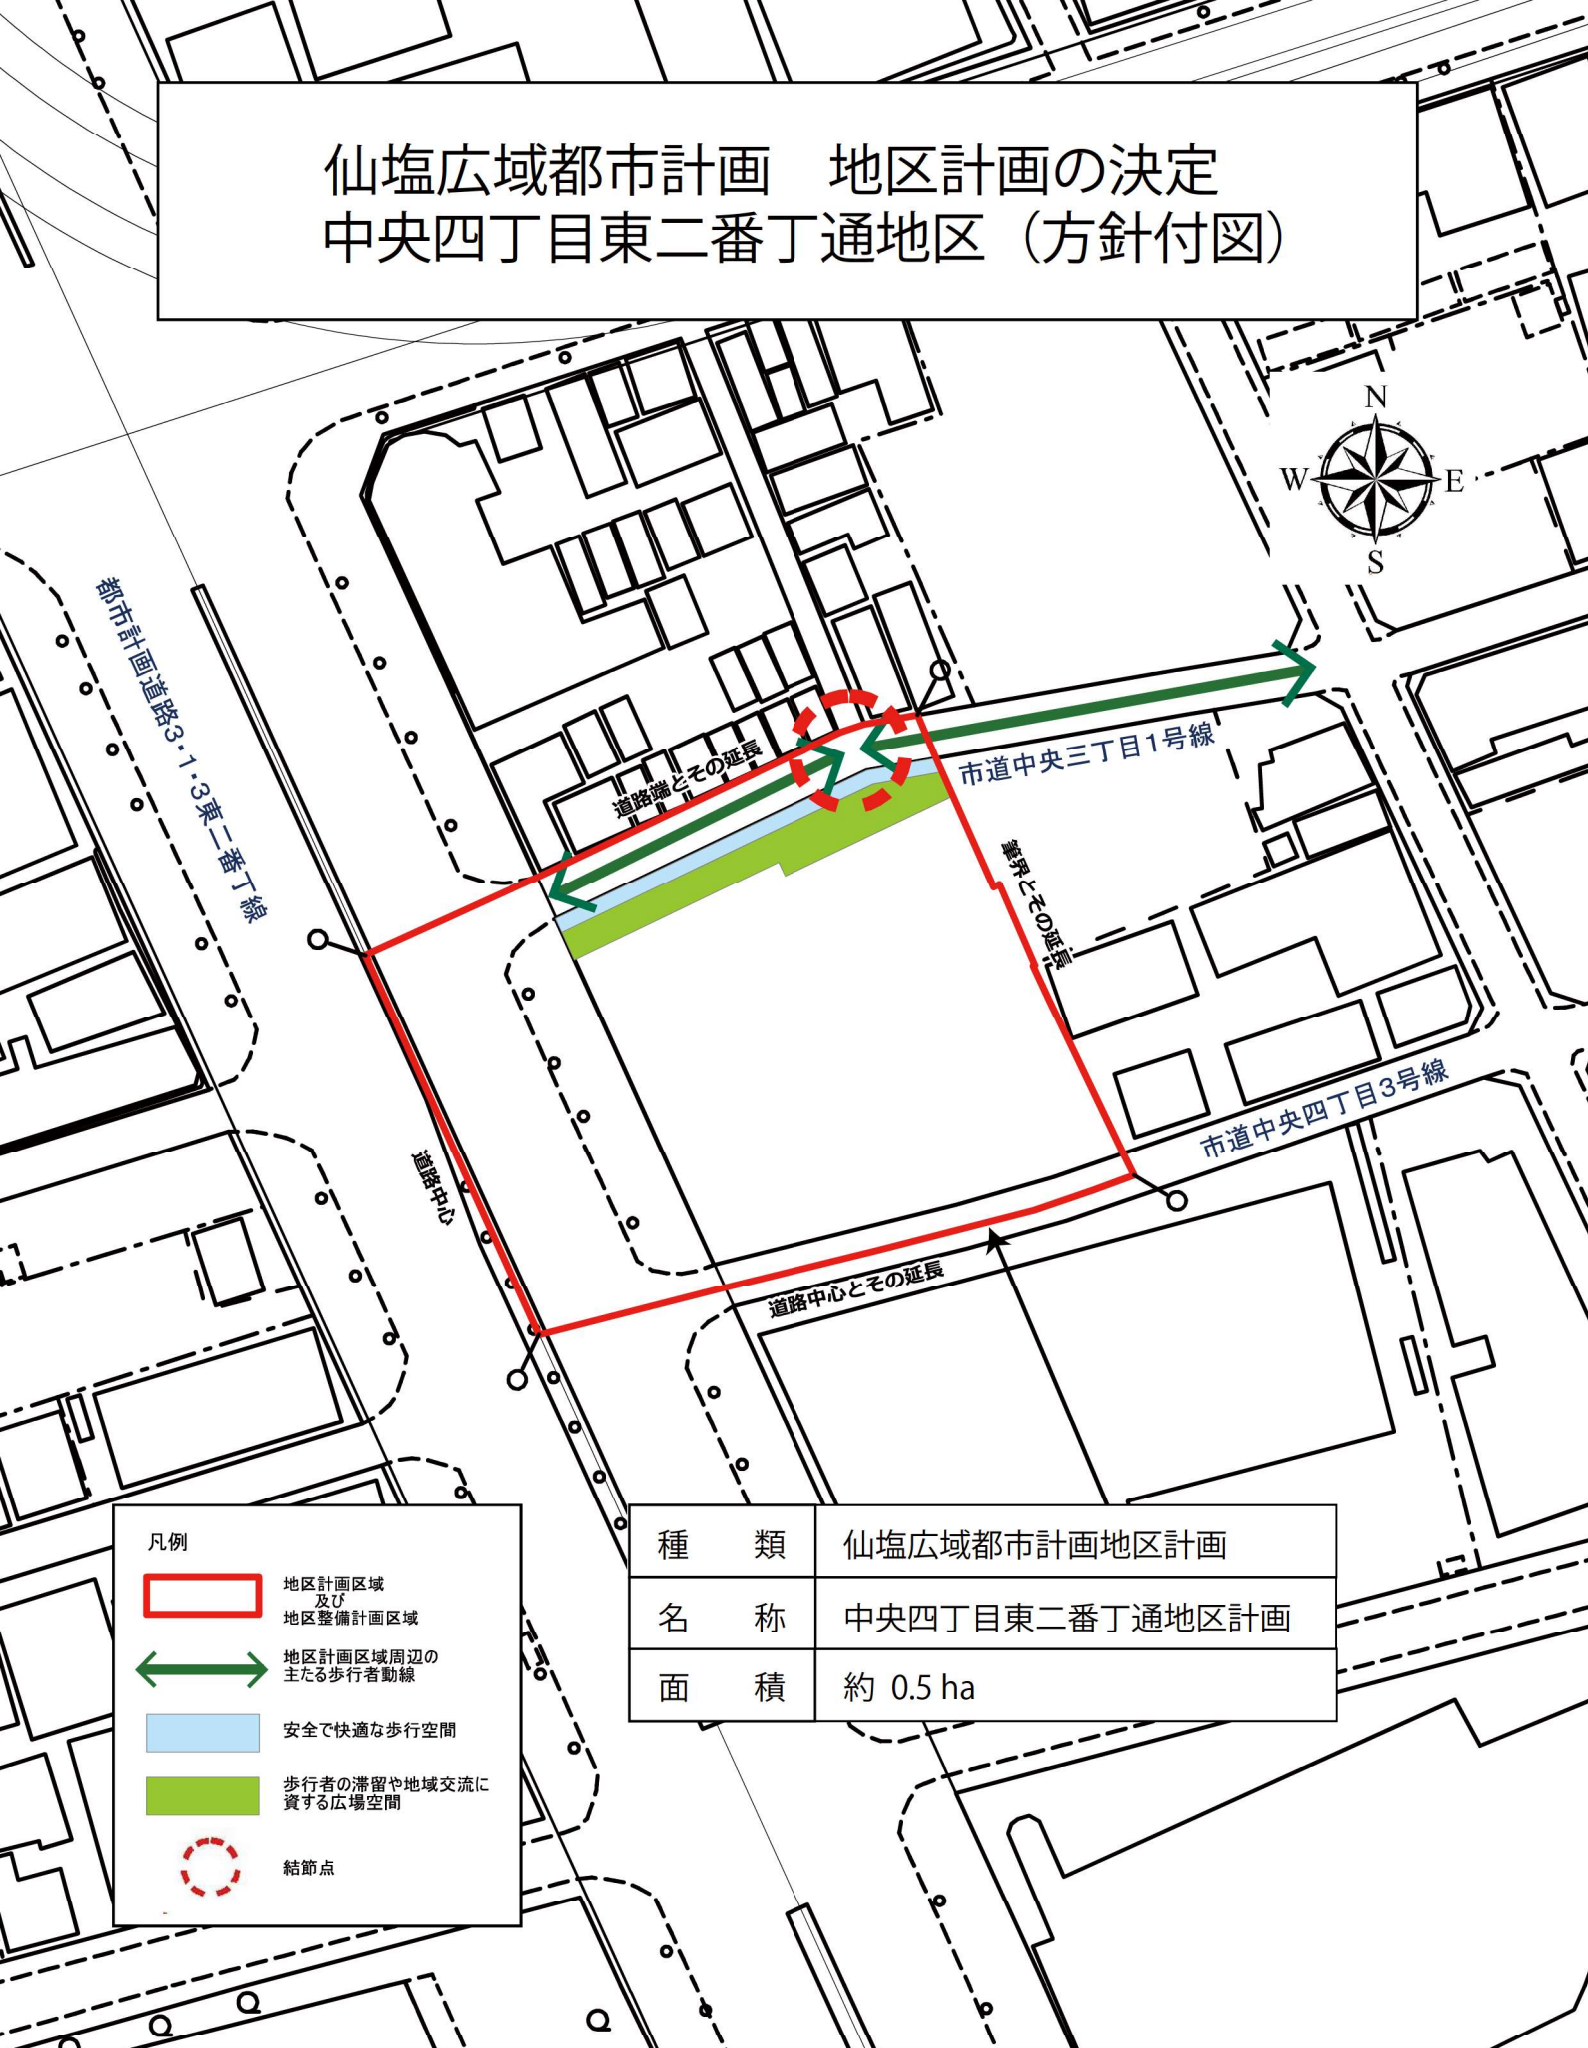 仙塩広域都市計画　地区計画の決定
中央四丁目東二番丁通地区（方針付図）
N
W
E
S
都市計画道路3・1・3東二番丁線
道路端とその延長
市道中央三丁目1号線
筆界とその延長
市道中央四丁目3号線
道路中心
道路中心とその延長
凡例
地区計画区域
及び
地区整備計画区域
地区計画区域周辺の
主たる歩行者動線
安全で快適な歩行空間
歩行者の滞留や地域交流に
資する広場空間
結節点
種　　類　仙塩広域都市計画地区計画
名　　称　中央四丁目東二番丁通地区計画
面　　積　約 0.5 ha